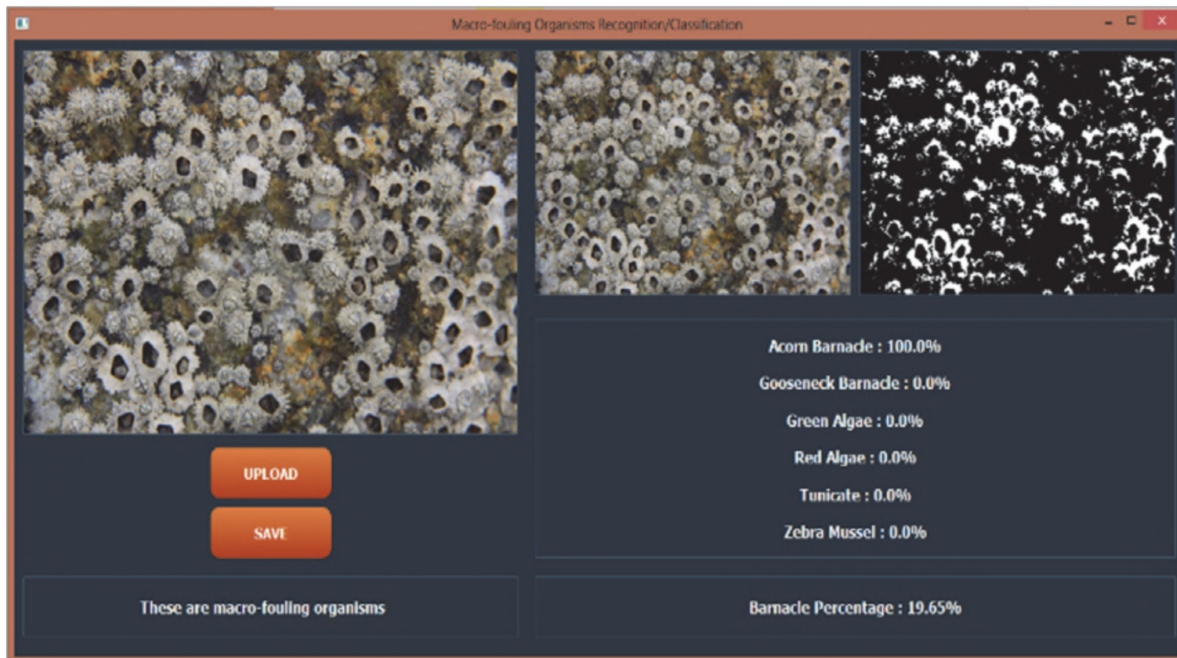 Macro-fouling Organisms Recognition/Classification
Acorn Barnacle : 100.0%
Gooseneck Barnacle : 0.0%
Green Algae : 0.0%
Red Algae : 0.0%
Tunicate : 0.0%
Zebra Mussel : 0.0%
UPLOAD
SAVE
These are macro-fouling organisms
Barnacle Percentage : 19.65%